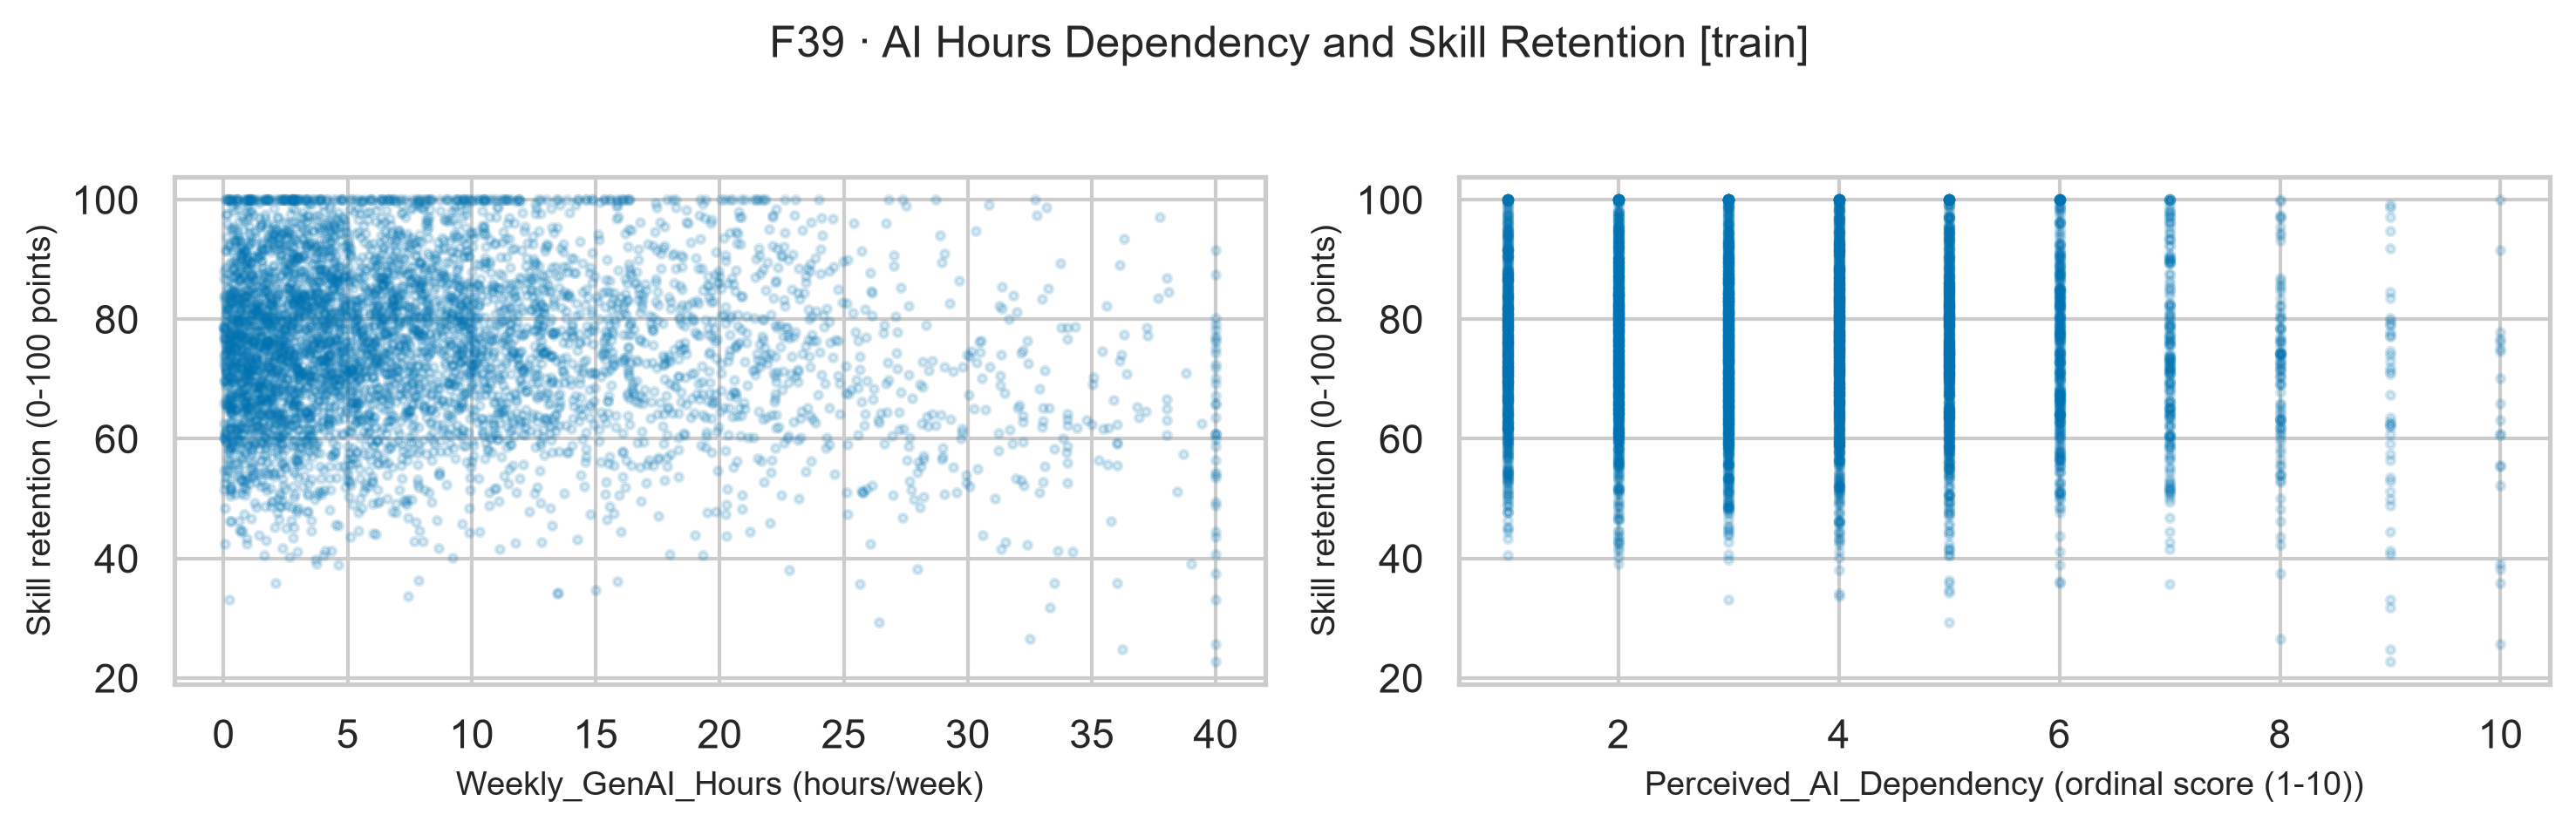 F39 · AI Hours Dependency and Skill Retention [train]
Skill retention (0-100 points)
100
80
60
40
20
0 5 10 15 20 25 30 35 40
Weekly_GenAI_Hours (hours/week)
Skill retention (0-100 points)
100
80
60
40
20
2 4 6 8 10
Perceived_AI_Dependency (ordinal score (1-10))